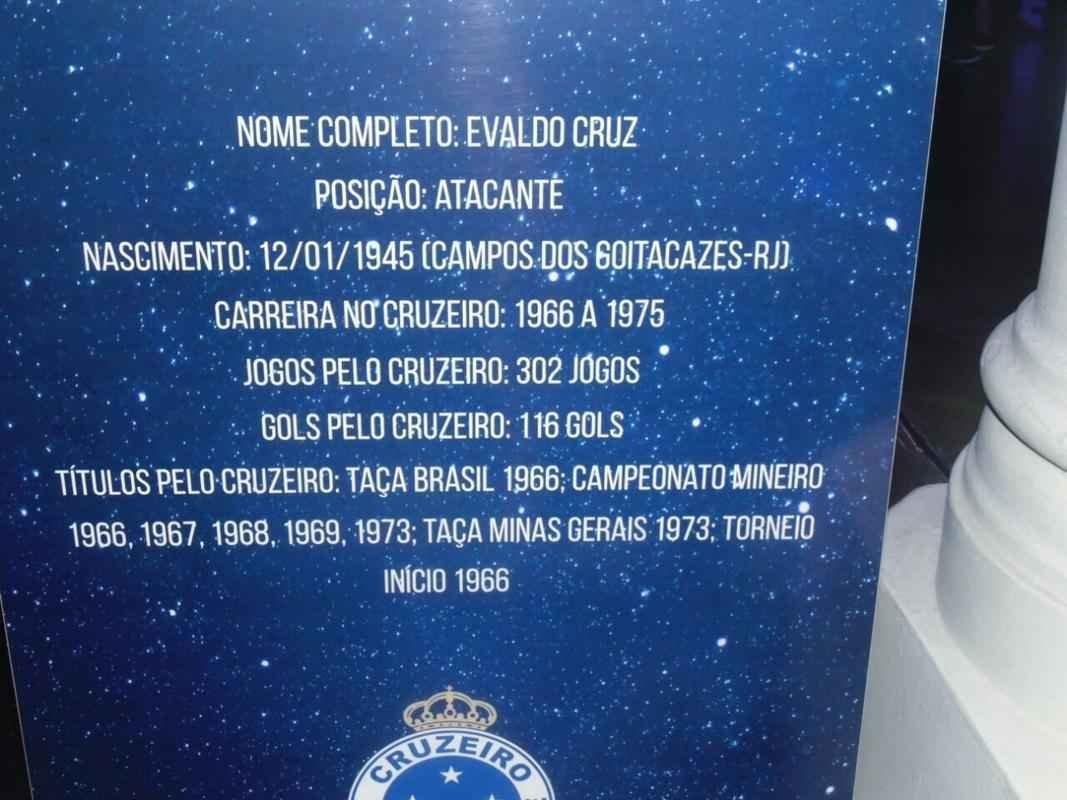 NOME COMPLETO: EVALDO CRUZ
POSIÇÃO: ATACANTE
NASCIMENTO: 12/01/1945 (CAMPOS DOS GOITACAZES-RJ)
CARREIRA NO CRUZEIRO: 1966 A 1975
JOGOS PELO CRUZEIRO: 302 JOGOS
GOLS PELO CRUZEIRO: 116 GOLS
TÍTULOS PELO CRUZEIRO: TAÇA BRASIL 1966; CAMPEONATO MINEIRO
1966, 1967, 1968, 1969, 1973; TAÇA MINAS GERAIS 1973; TORNEIO
INÍCIO 1966
CRUZEIRO